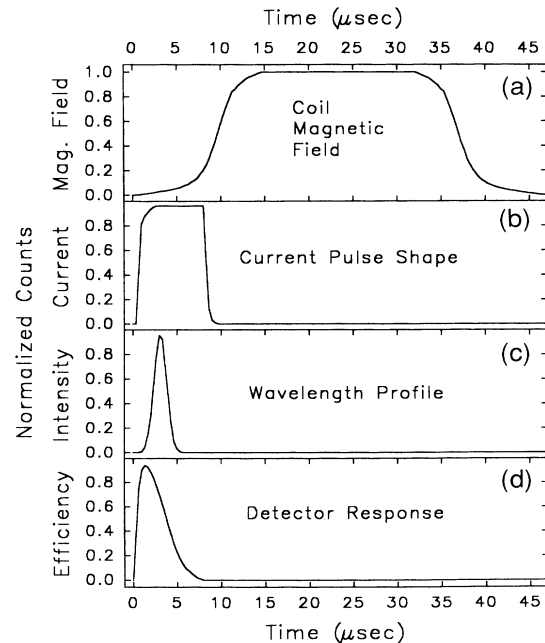 Time (μsec)
0 5 10 15 20 25 30 35 40 45
1.0
0.8
0.6
0.4
0.2
0.0
Mag. Field
(a)
Coil
Magnetic
Field
0.8
0.6
0.4
0.2
0.0
Current
(b)
Current Pulse Shape
Normalized Counts
0.8
0.6
0.4
0.2
0.0
Intensity
(c)
Wavelength Profile
0.8
0.6
0.4
0.2
0.0
Efficiency
(d)
Detector Response
0 5 10 15 20 25 30 35 40 45
Time (μsec)